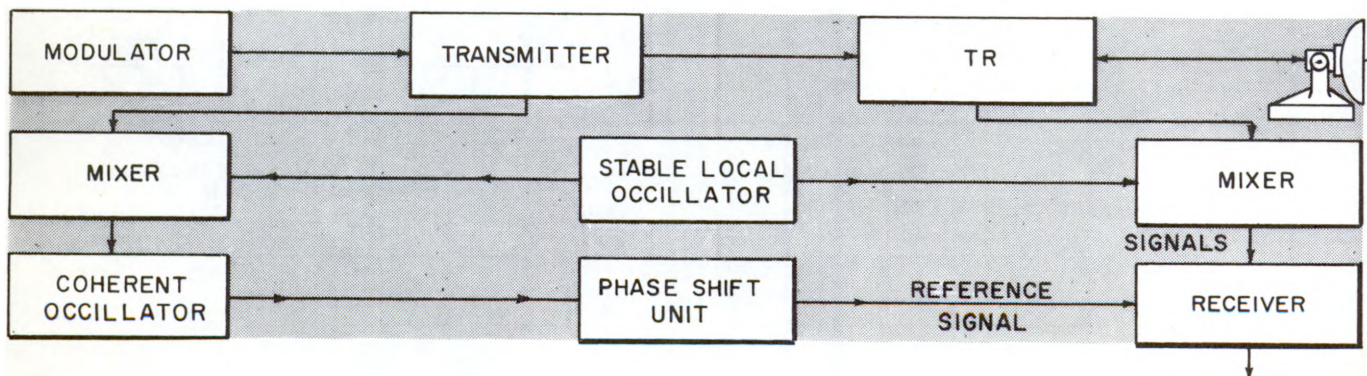 MODULATOR
TRANSMITTER
TR
MIXER
STABLE LOCAL
OCCILLATOR
MIXER
SIGNALS
COHERENT
OCCILLATOR
PHASE SHIFT
UNIT
REFERENCE
SIGNAL
RECEIVER